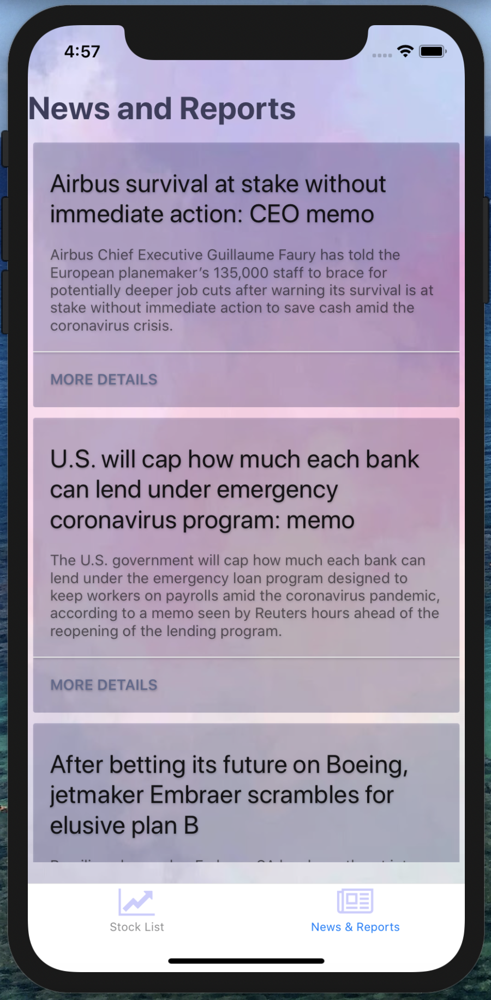 4:57
News and Reports
Airbus survival at stake without
immediate action: CEO memo
Airbus Chief Executive Guillaume Faury has told the
European planemaker’s 135,000 staff to brace for
potentially deeper job cuts after warning its survival is at
stake without immediate action to save cash amid the
coronavirus crisis.
MORE DETAILS
U.S. will cap how much each bank
can lend under emergency
coronavirus program: memo
The U.S. government will cap how much each bank can
lend under the emergency loan program designed to
keep workers on payrolls amid the coronavirus pandemic,
according to a memo seen by Reuters hours ahead of the
reopening of the lending program.
MORE DETAILS
After betting its future on Boeing,
jetmaker Embraer scrambles for
elusive plan B
Stock List
News & Reports